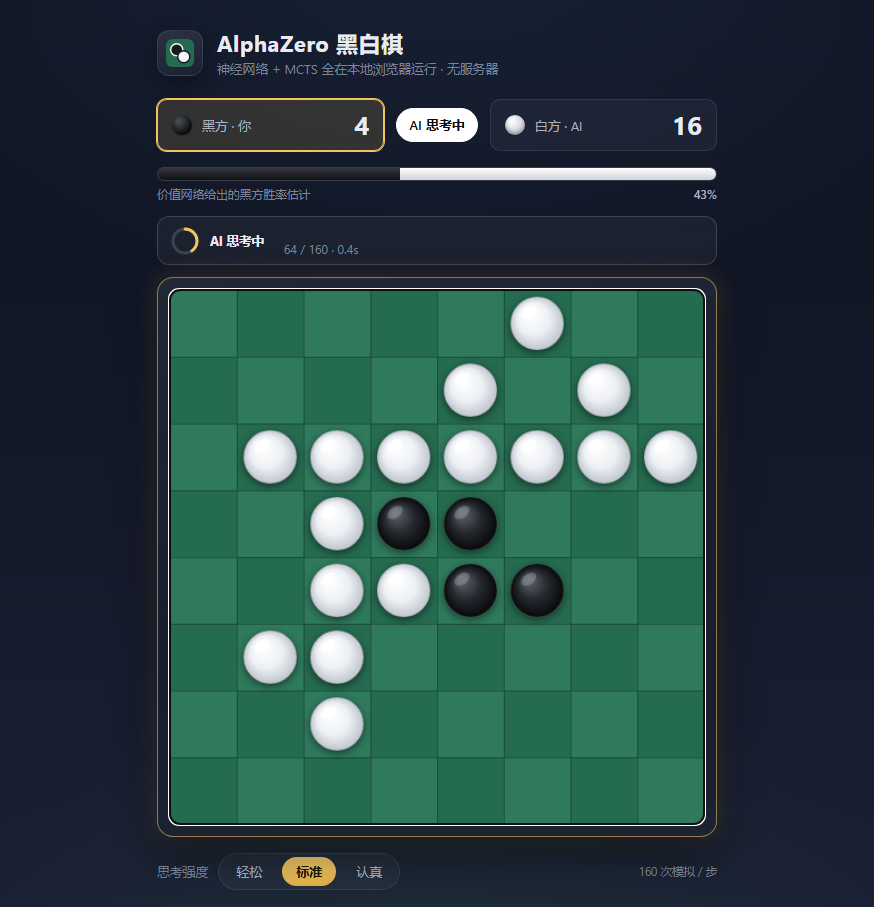 AlphaZero 黑白棋
神经网络 + MCTS 全在本地浏览器运行 · 无服务器
黑方 · 你 4
AI 思考中
白方 · AI 16
价值网络给出的黑方胜率估计 43%
AI 思考中 64 / 160 · 0.4s
思考强度 轻松 标准 认真 160 次模拟 / 步